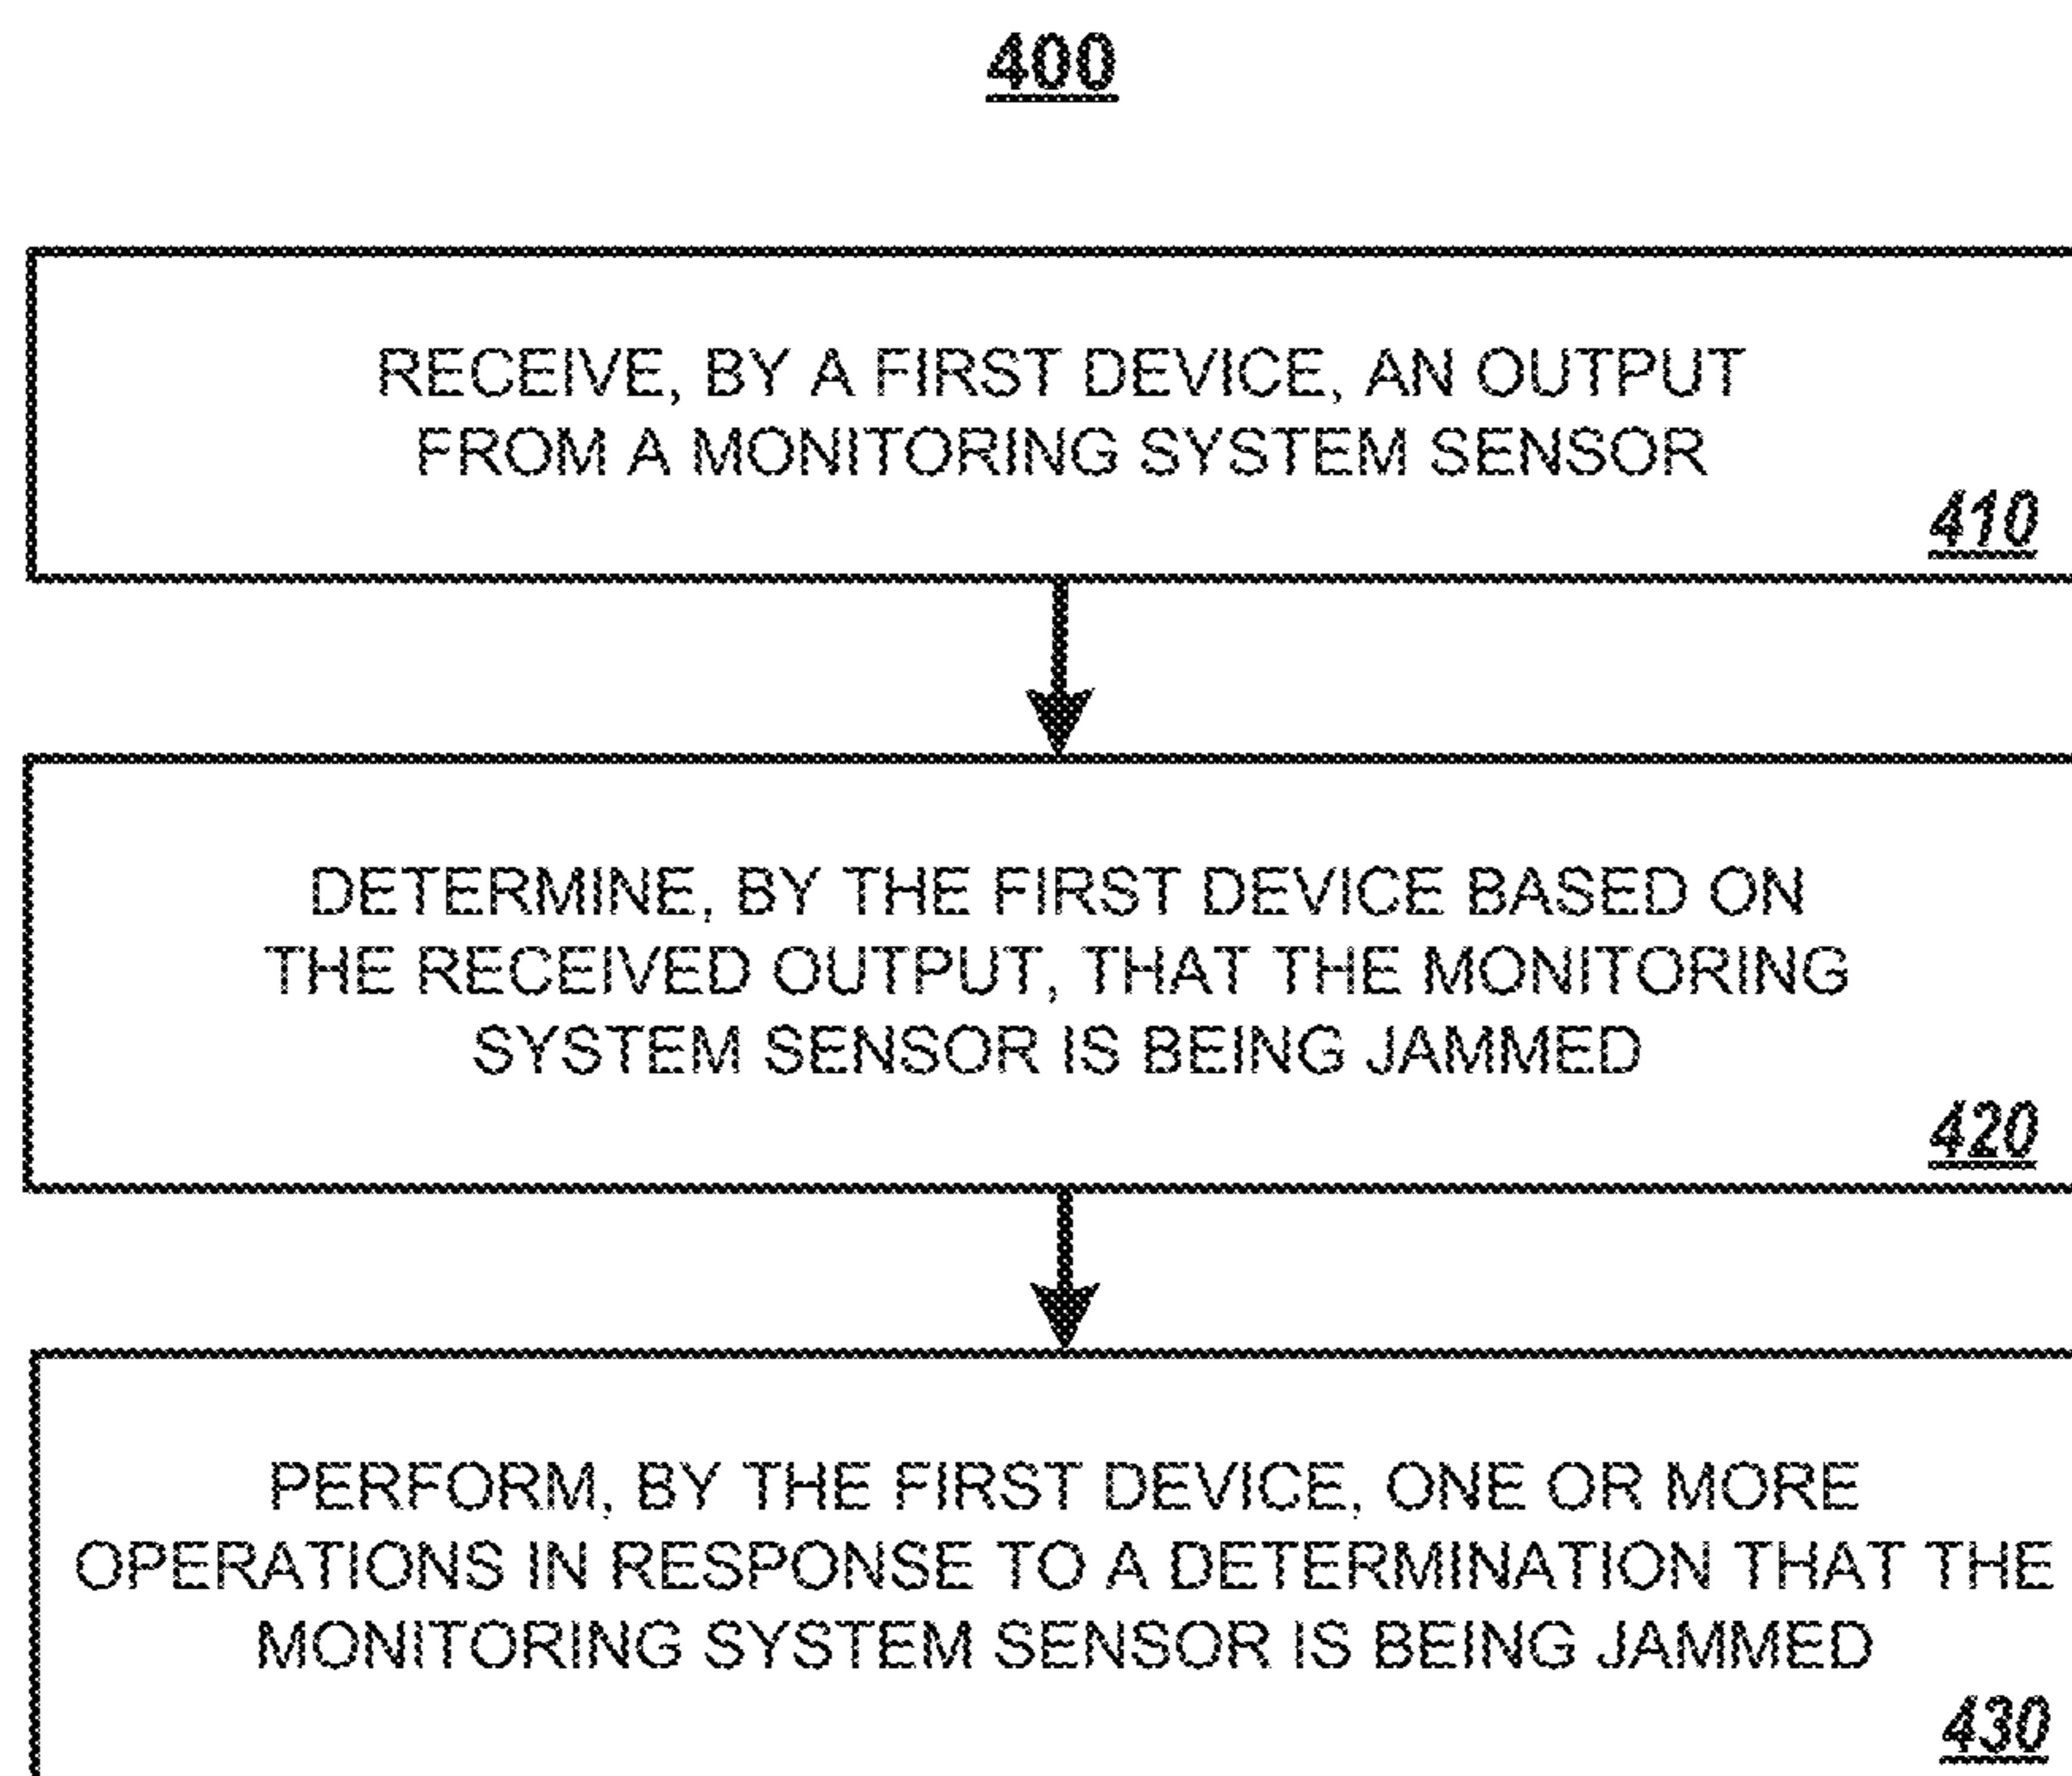 400
RECEIVE, BY A FIRST DEVICE, AN OUTPUT
FROM A MONITORING SYSTEM SENSOR
410
DETERMINE, BY THE FIRST DEVICE BASED ON
THE RECEIVED OUTPUT, THAT THE MONITORING
SYSTEM SENSOR IS BEING JAMMED
420
PERFORM, BY THE FIRST DEVICE, ONE OR MORE
OPERATIONS IN RESPONSE TO A DETERMINATION THAT THE
MONITORING SYSTEM SENSOR IS BEING JAMMED
430